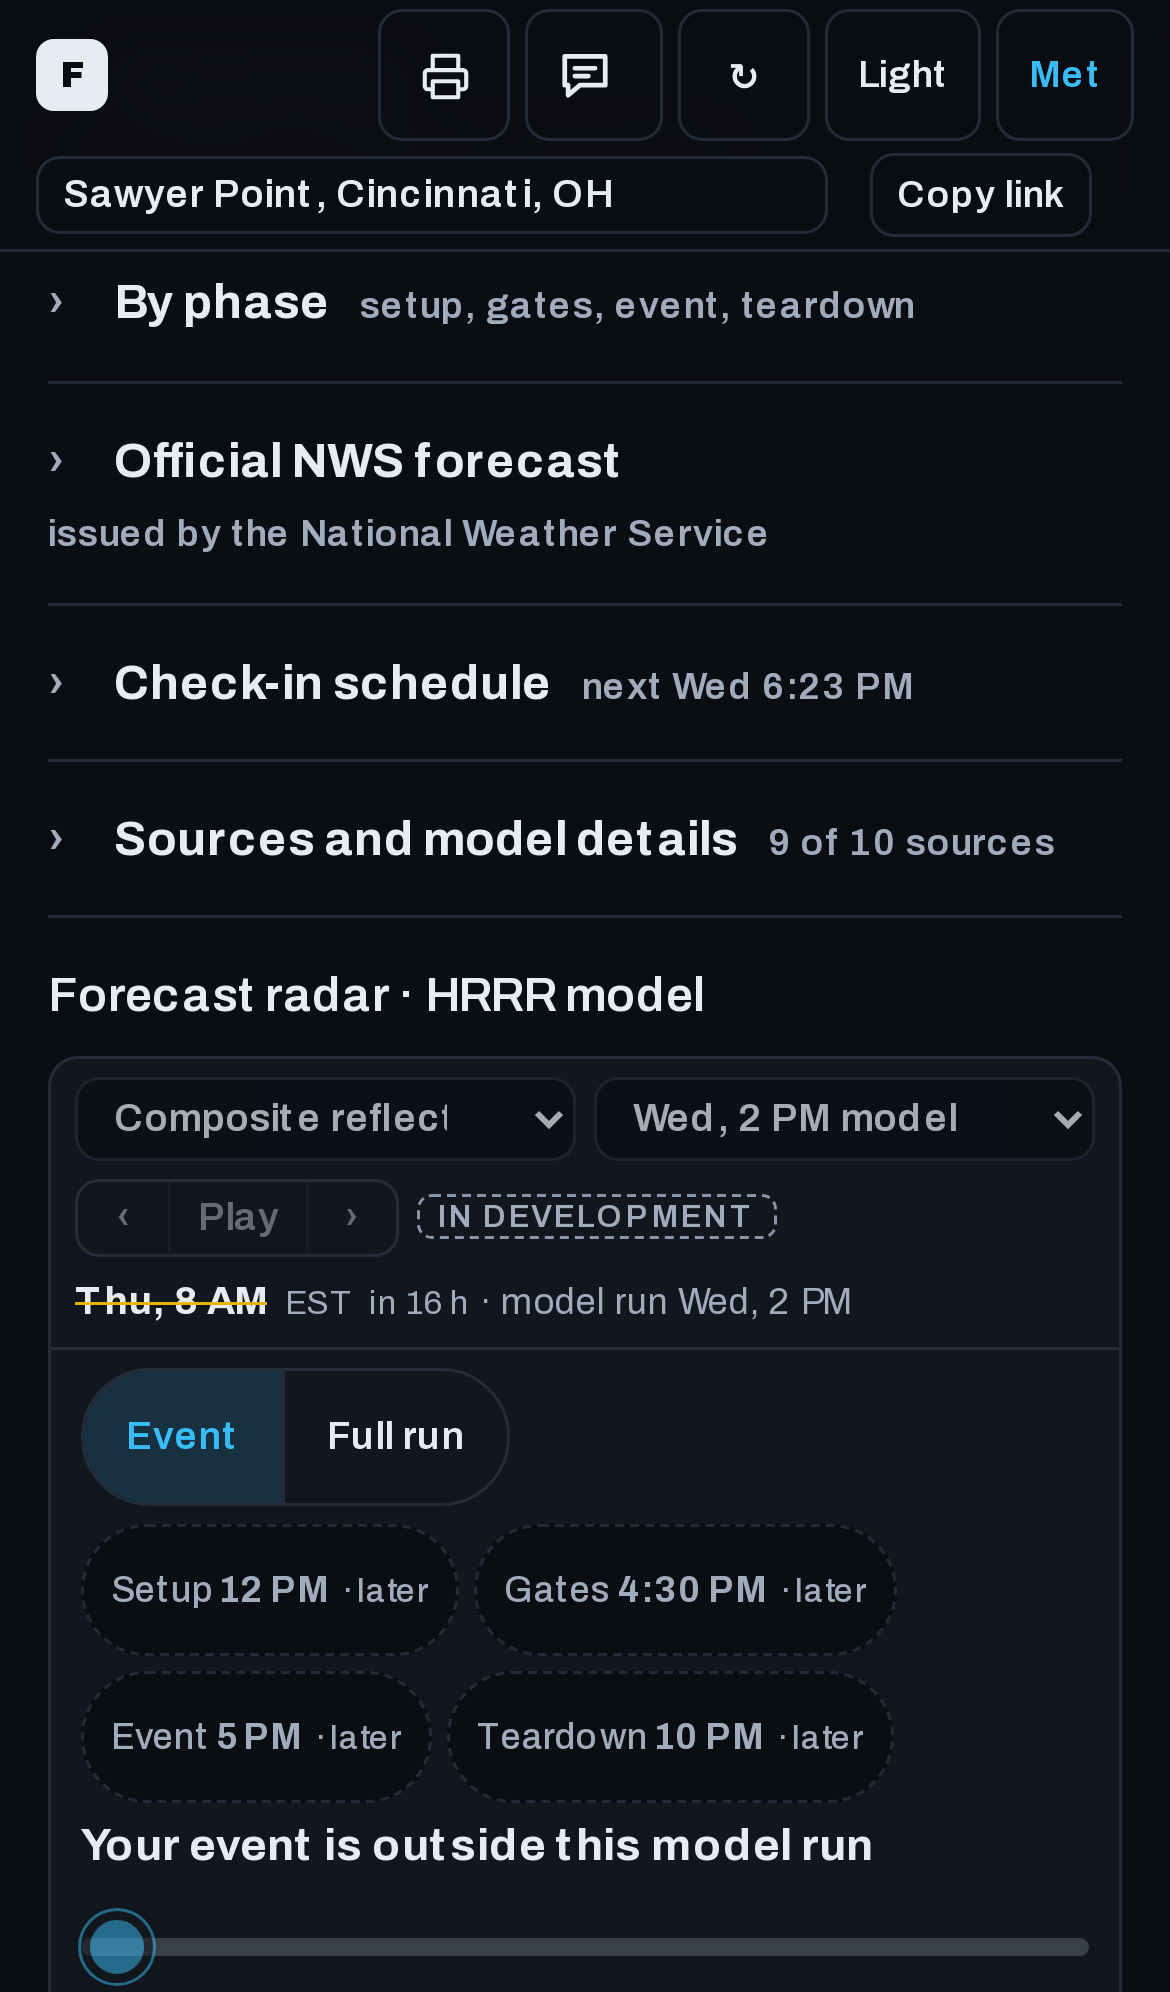 F
Light
Met
Sawyer Point, Cincinnati, OH
Copy link
By phase setup, gates, event, teardown
Official NWS forecast
issued by the National Weather Service
Check-in schedule next Wed 6:23 PM
Sources and model details 9 of 10 sources
Forecast radar · HRRR model
Composite reflect
Wed, 2 PM model
‹ Play › IN DEVELOPMENT
Thu, 8 AM EST in 16 h · model run Wed, 2 PM
Event Full run
Setup 12 PM · later Gates 4:30 PM · later
Event 5 PM · later Teardown 10 PM · later
Your event is outside this model run